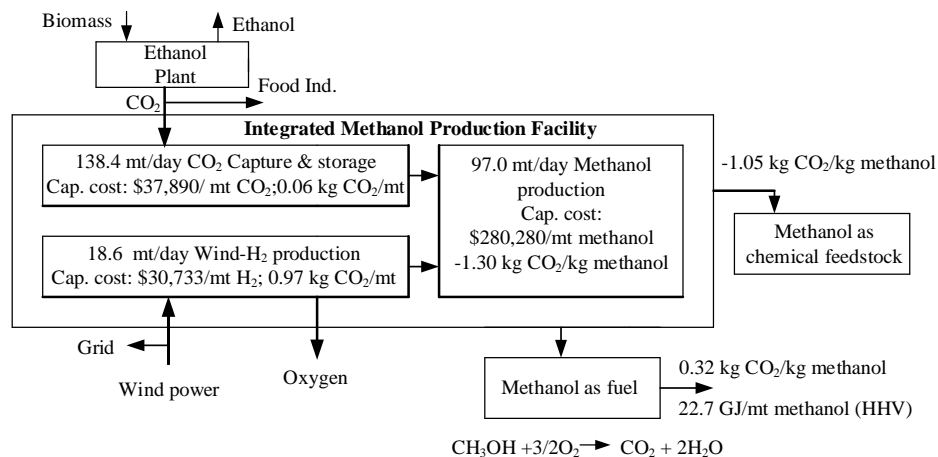 Biomass
Ethanol
Ethanol
Plant
CO₂
Food Ind.
Integrated Methanol Production Facility
138.4 mt/day CO₂ Capture & storage
Cap. cost: $37,890/ mt CO₂;0.06 kg CO₂/mt
97.0 mt/day Methanol
production
Cap. cost:
$280,280/mt methanol
-1.30 kg CO₂/kg methanol
18.6 mt/day Wind-H₂ production
Cap. cost: $30,733/mt H₂; 0.97 kg CO₂/mt
-1.05 kg CO₂/kg methanol
Methanol as
chemical feedstock
Grid
Wind power
Oxygen
Methanol as fuel
0.32 kg CO₂/kg methanol
22.7 GJ/mt methanol (HHV)
CH₃OH +3/2O₂ → CO₂ + 2H₂O